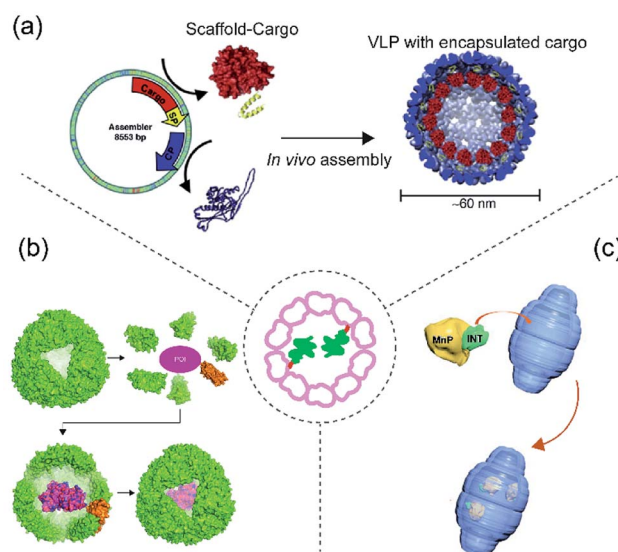 (a)
Scaffold-Cargo
VLP with encapsulated cargo
Cargo
SP
CP
Assembler
8553 bp
In vivo assembly
~60 nm
(b)
POI
(c)
MnP
INT